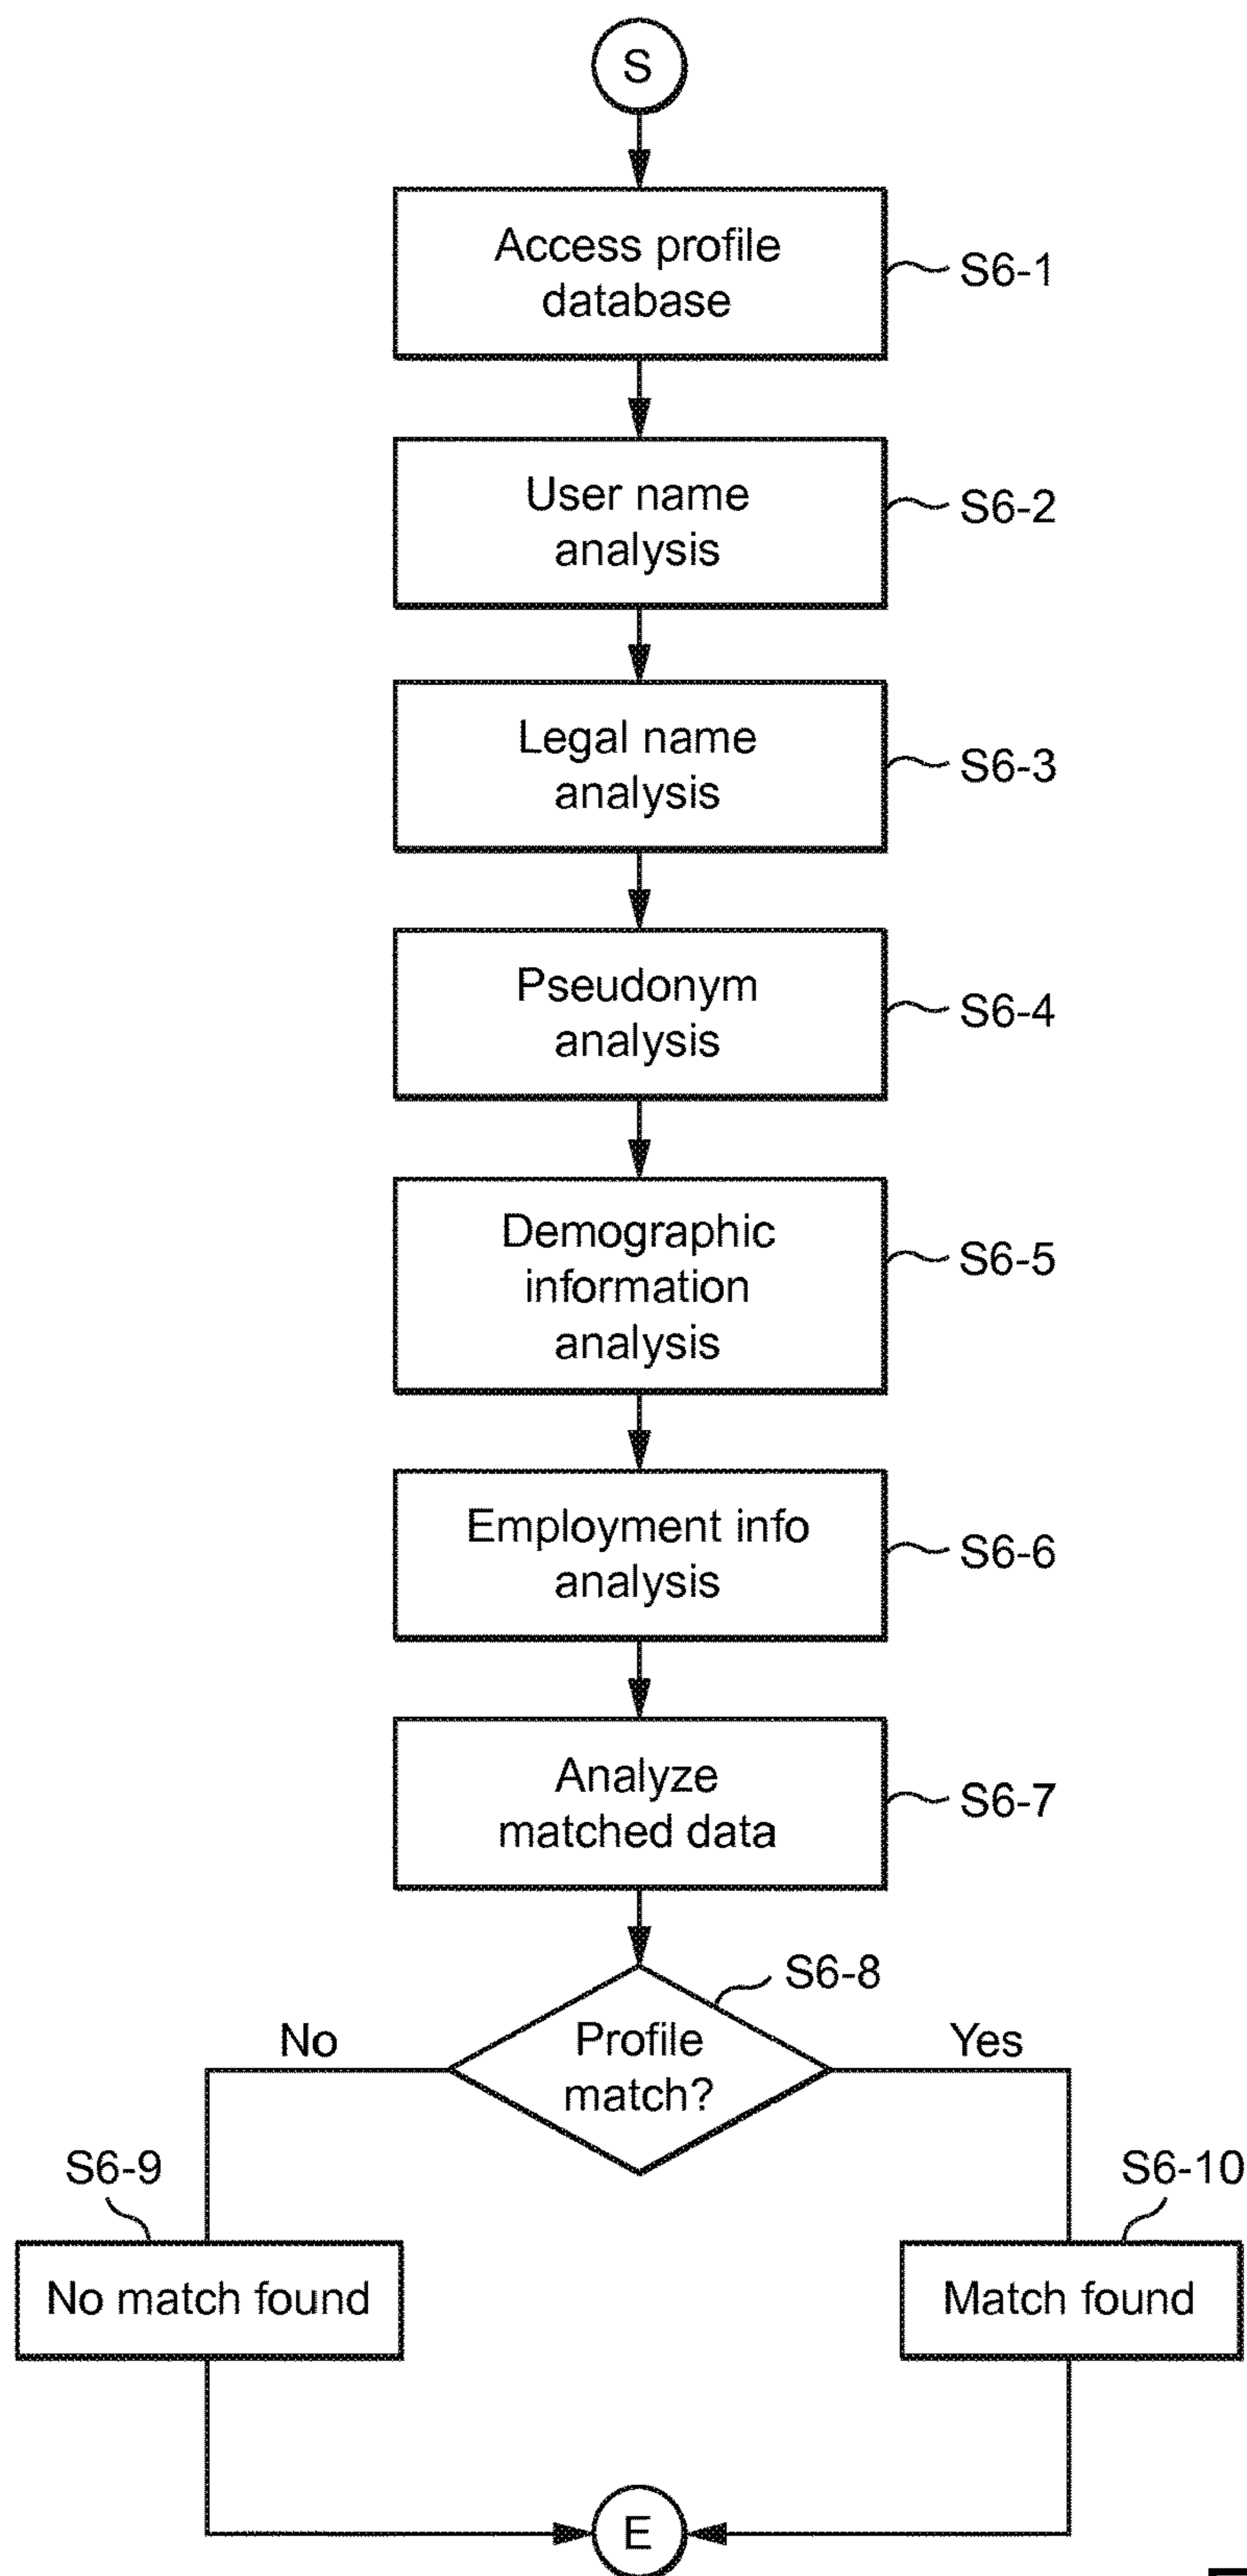 S
Access profile
database
S6-1
User name
analysis
S6-2
Legal name
analysis
S6-3
Pseudonym
analysis
S6-4
Demographic
information
analysis
S6-5
Employment info
analysis
S6-6
Analyze
matched data
S6-7
S6-8
No
Profile
match?
Yes
S6-9
S6-10
No match found
Match found
E